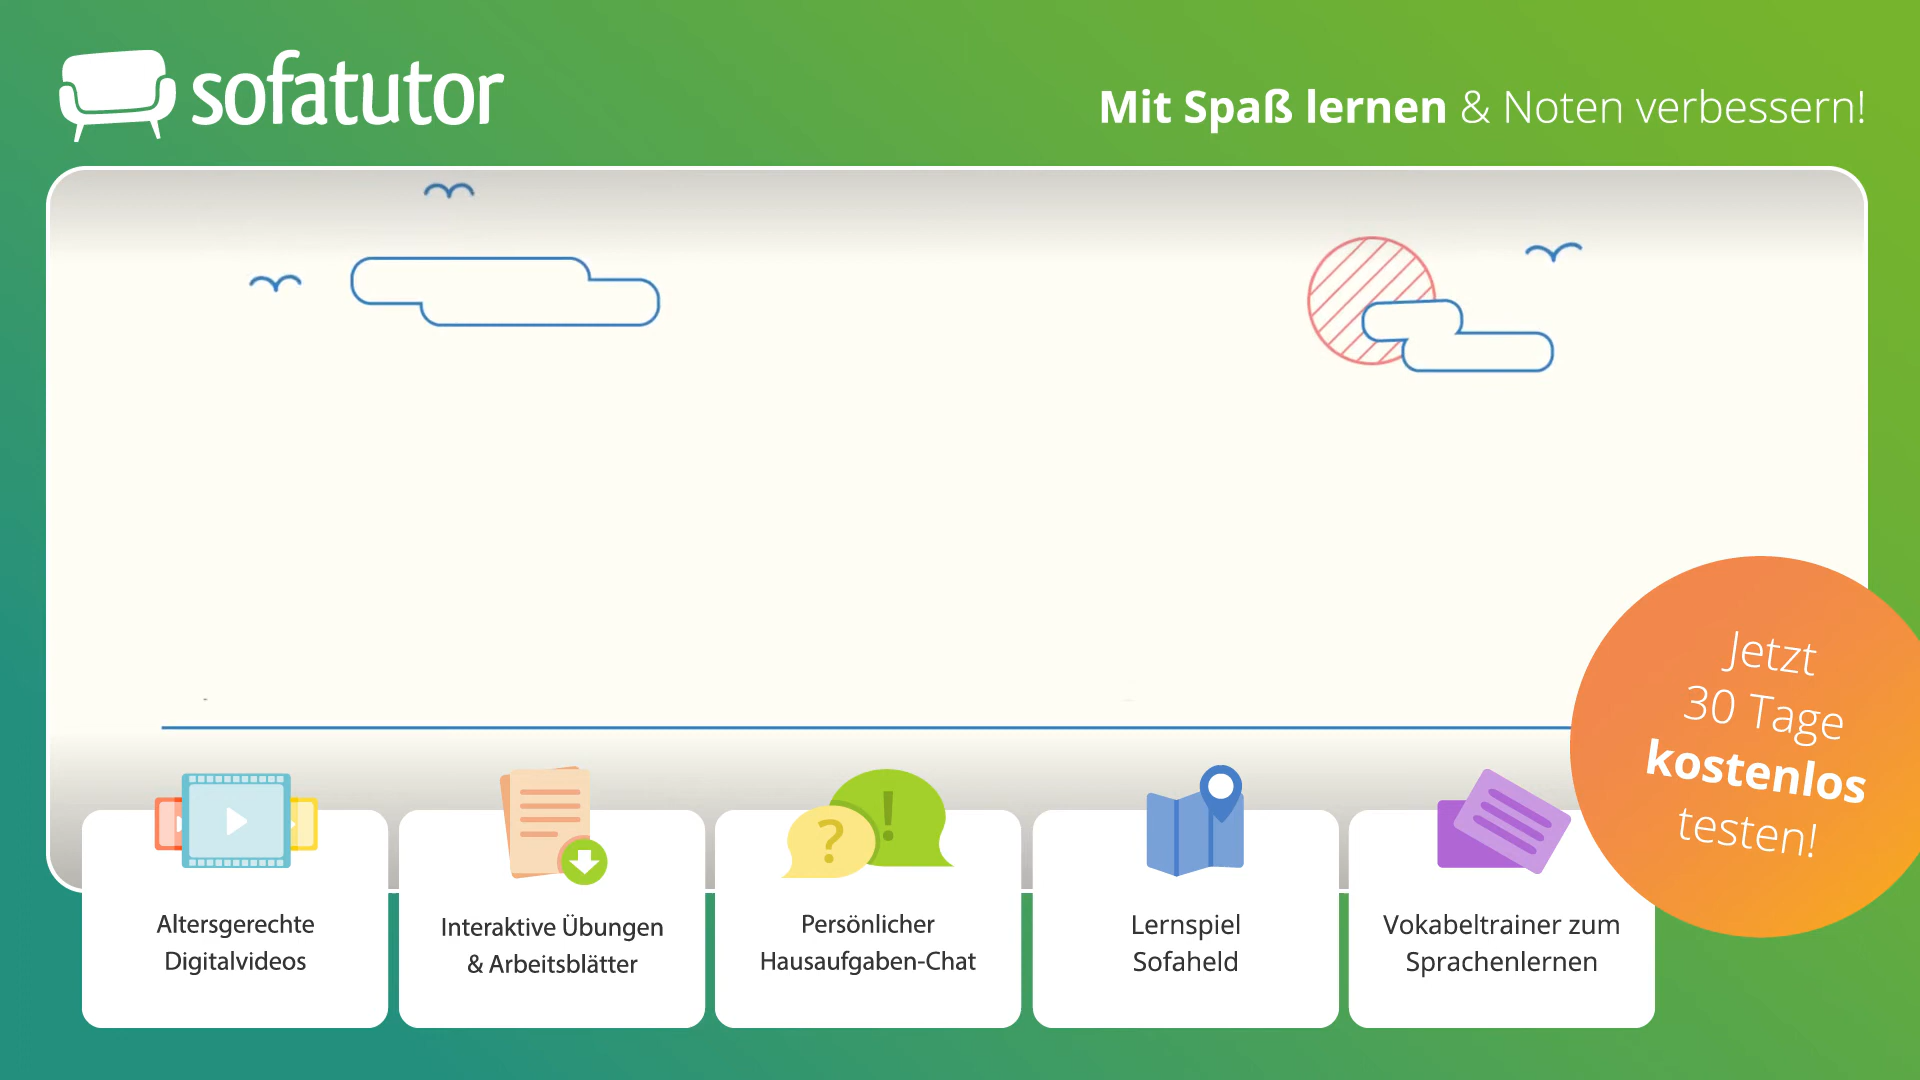 sofatutor
Mit Spaß lernen & Noten verbessern!
Jetzt
30 Tage
kostenlos
testen!
Altersgerechte
Digitalvideos
Interaktive Übungen
& Arbeitsblätter
?
!
Persönlicher
Hausaufgaben-Chat
Lernspiel
Sofaheld
Vokabeltrainer zum
Sprachenlernen